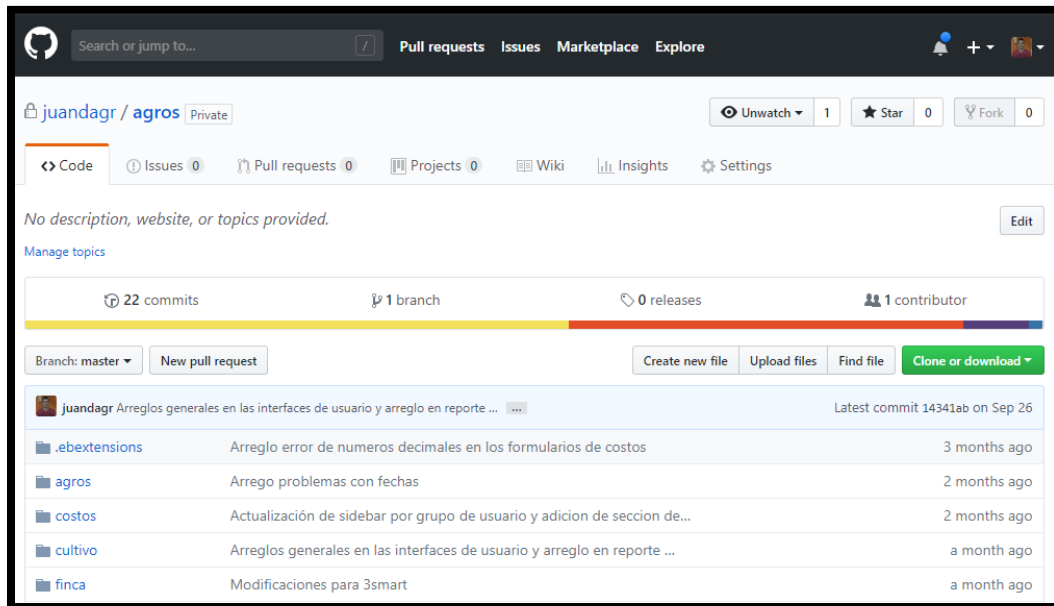 Search or jump to... / Pull requests Issues Marketplace Explore
juandagr / agros Private Unwatch 1 Star 0 Fork 0
Code Issues 0 Pull requests 0 Projects 0 Wiki Insights Settings
No description, website, or topics provided. Edit
Manage topics
22 commits 1 branch 0 releases 1 contributor
Branch: master New pull request Create new file Upload files Find file Clone or download
juandagr Arreglos generales en las interfaces de usuario y arreglo en reporte ... ... Latest commit 14341ab on Sep 26
.ebextensions Arreglo error de numeros decimales en los formularios de costos 3 months ago
agros Arrego problemas con fechas 2 months ago
costos Actualización de sidebar por grupo de usuario y adicion de seccion de... 2 months ago
cultivo Arreglos generales en las interfaces de usuario y arreglo en reporte ... a month ago
finca Modificaciones para 3smart a month ago